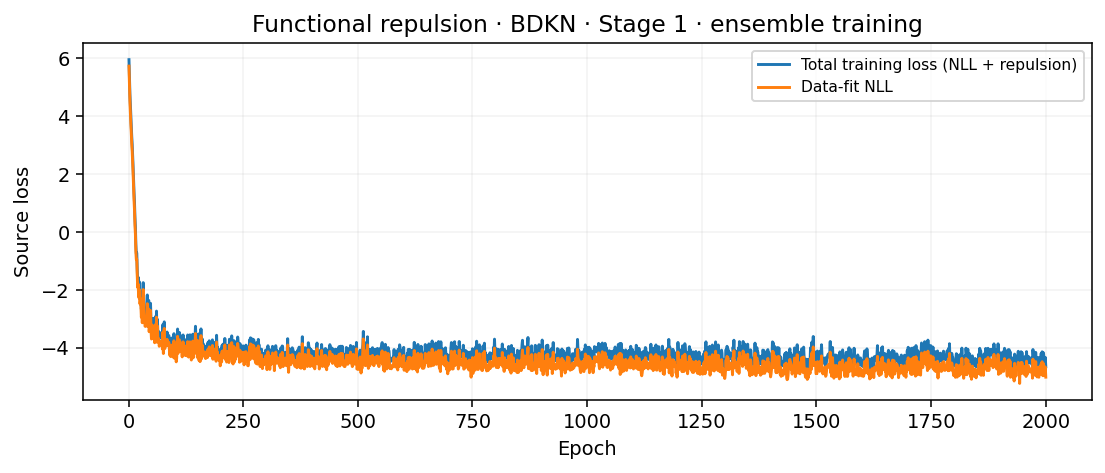 Functional repulsion · BDKN · Stage 1 · ensemble training
Total training loss (NLL + repulsion)
Data-fit NLL
Source loss
6
4
2
0
−2
−4
0 250 500 750 1000 1250 1500 1750 2000
Epoch